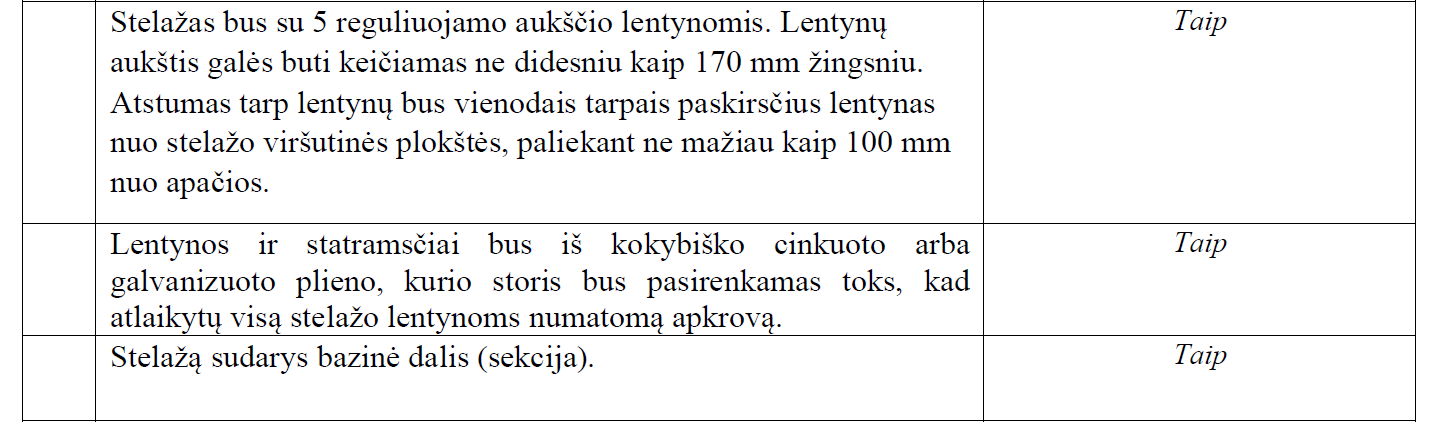 Stelažas bus su 5 reguliuojamo aukščio lentynomis. Lentynų
aukštis galės buti keičiamas ne didesniu kaip 170 mm žingsniu.
Atstumas tarp lentynų bus vienodais tarpais paskirsčius lentynas
nuo stelažo viršutinės plokštės, paliekant ne mažiau kaip 100 mm
nuo apačios.
Taip
Lentynos ir statramsčiai bus iš kokybiško cinkuoto arba
galvanizuoto plieno, kurio storis bus pasirenkamas toks, kad
atlaikytų visą stelažo lentynoms numatomą apkrovą.
Taip
Stelažą sudarys bazinė dalis (sekcija).
Taip